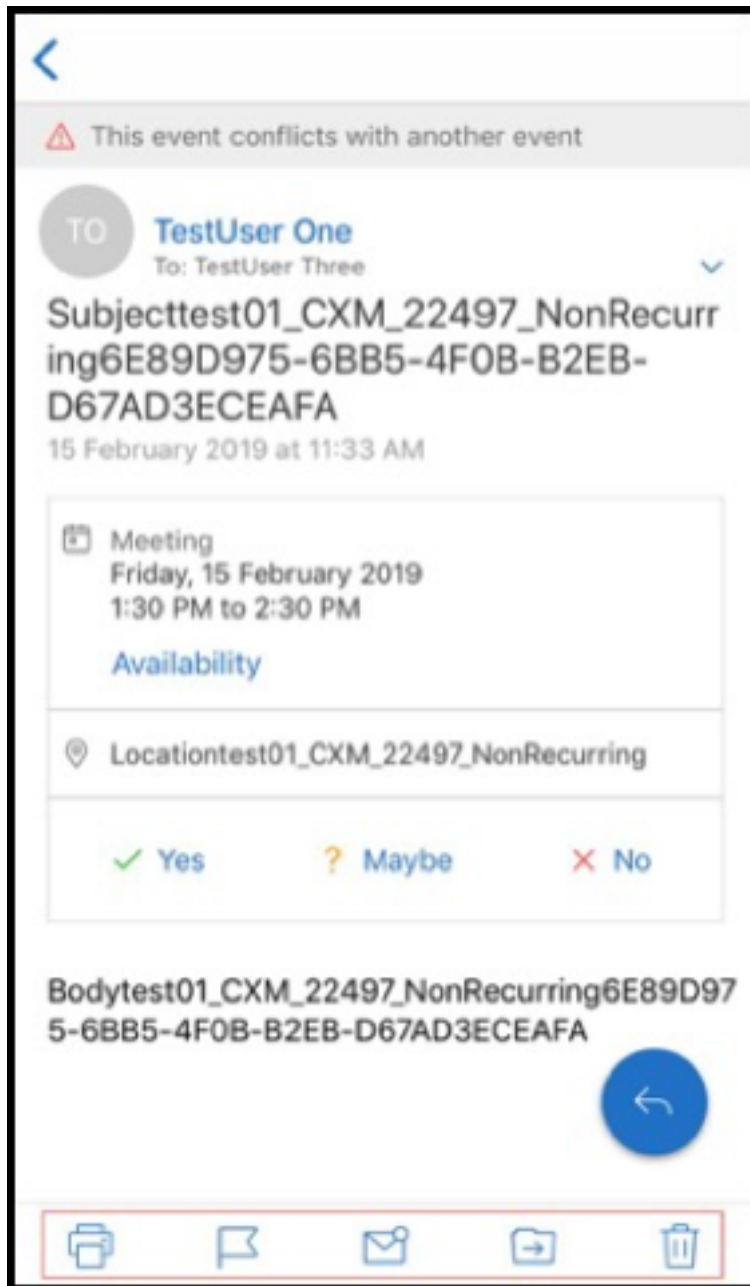 This event conflicts with another event
TO
TestUser One
To: TestUser Three
Subjecttest01_CXM_22497_NonRecurr
ing6E89D975-6BB5-4F0B-B2EB-
D67AD3ECEAFA
15 February 2019 at 11:33 AM
Meeting
Friday, 15 February 2019
1:30 PM to 2:30 PM
Availability
Locationtest01_CXM_22497_NonRecurring
Yes ? Maybe No
Bodytest01_CXM_22497_NonRecurring6E89D97
5-6BB5-4F0B-B2EB-D67AD3ECEAFA